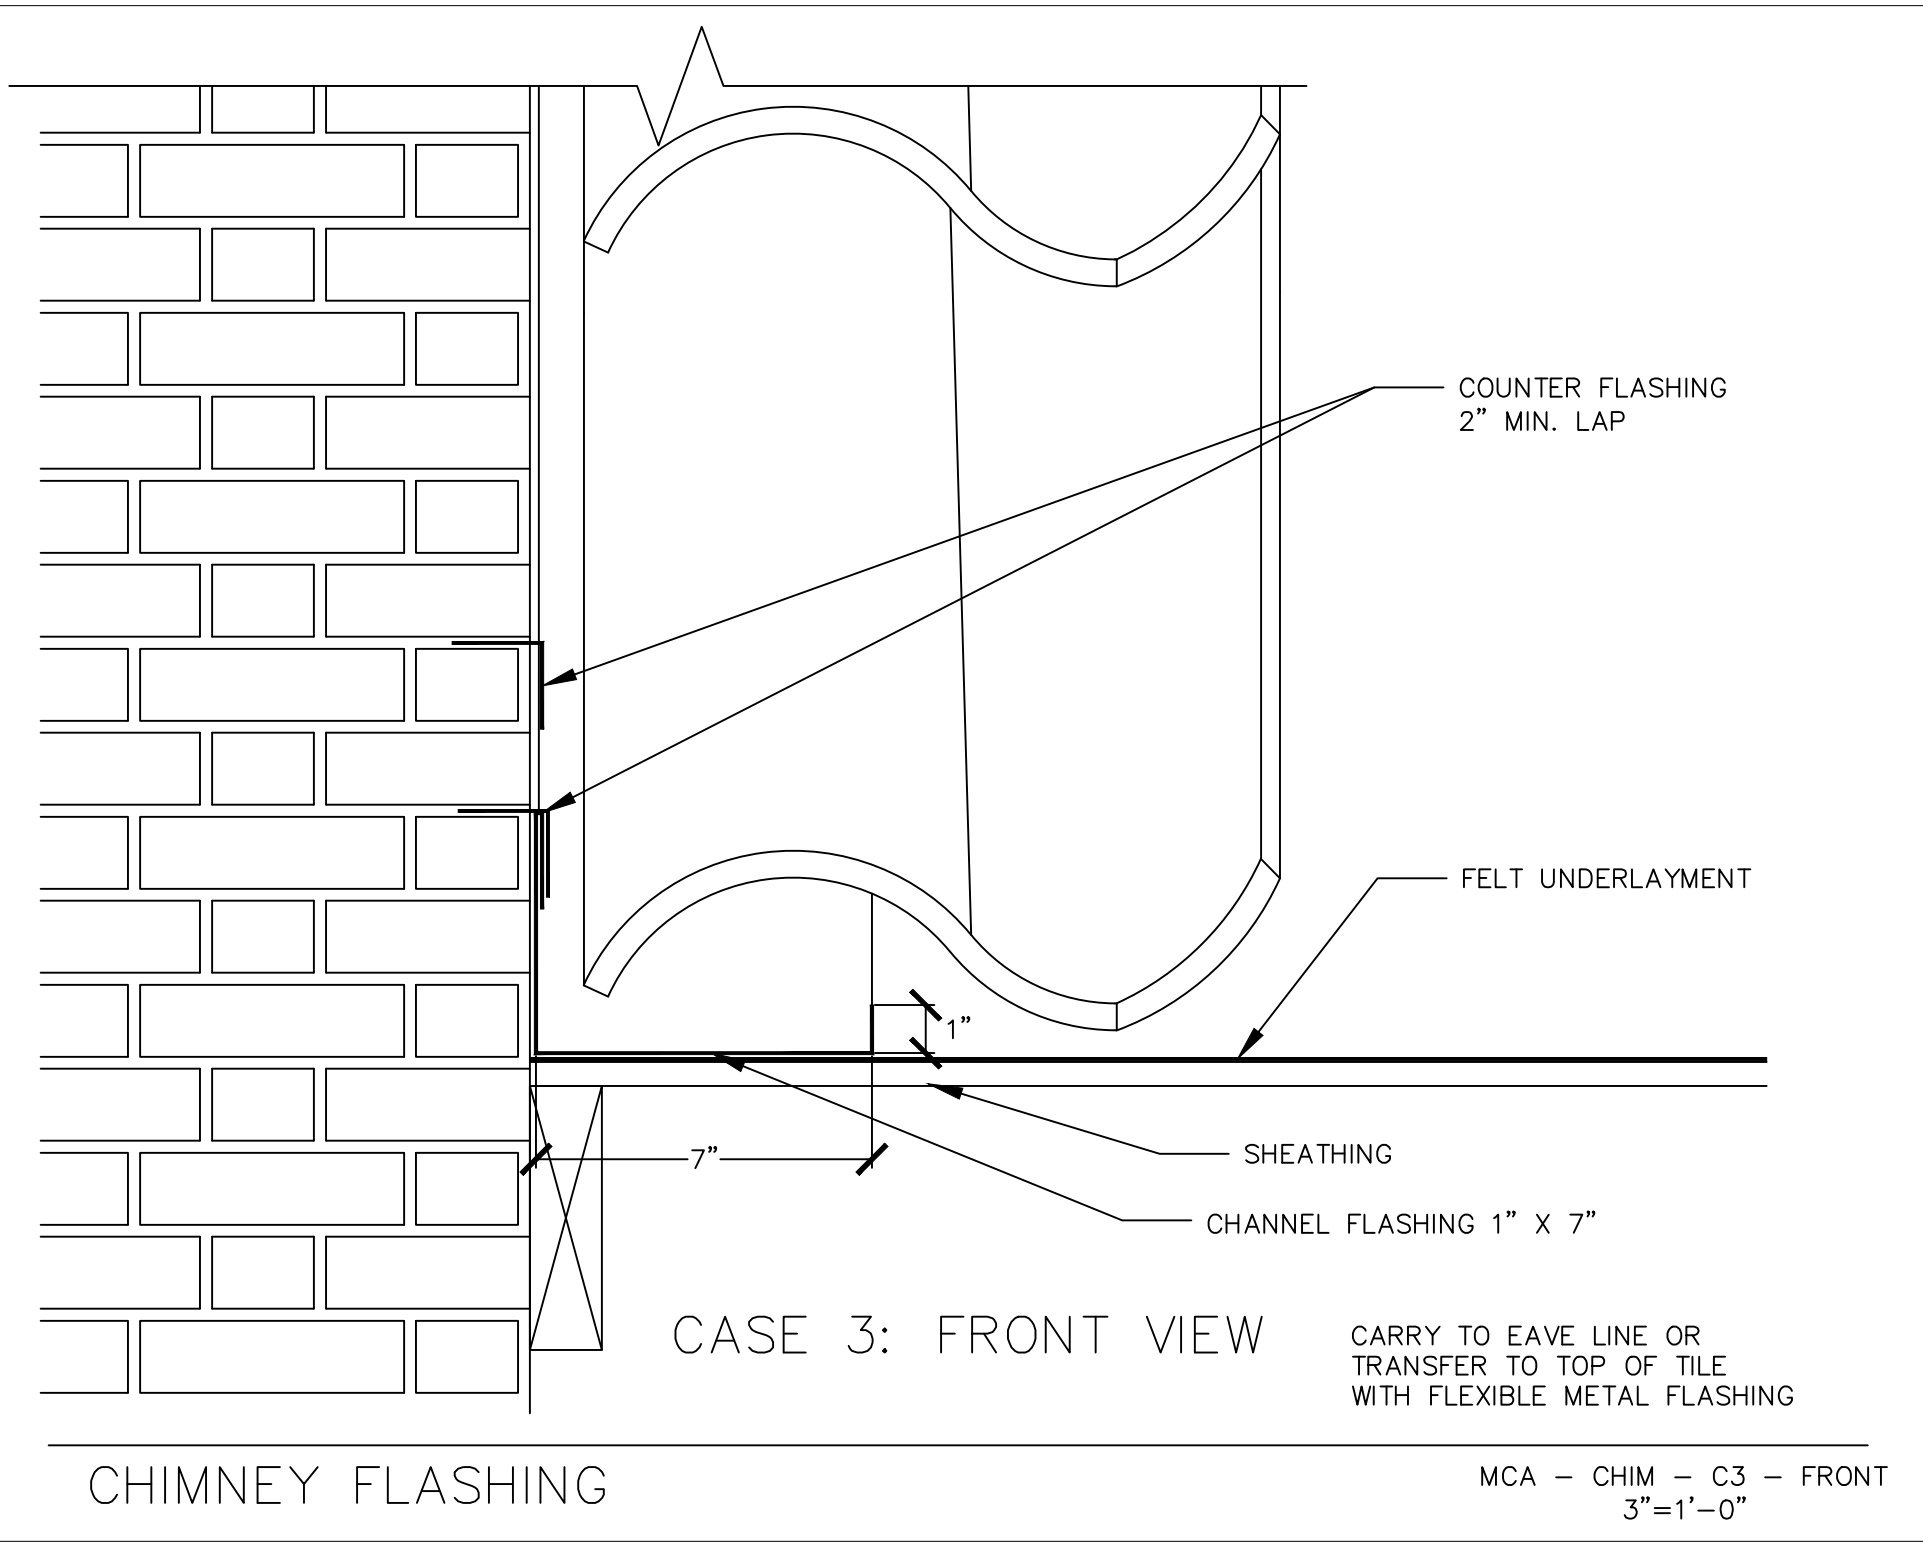 COUNTER FLASHING
2" MIN. LAP
FELT UNDERLAYMENT
1"
7"
SHEATHING
CHANNEL FLASHING 1" X 7"
CASE 3: FRONT VIEW
CARRY TO EAVE LINE OR
TRANSFER TO TOP OF TILE
WITH FLEXIBLE METAL FLASHING
CHIMNEY FLASHING
MCA – CHIM – C3 – FRONT
3"=1'–0"